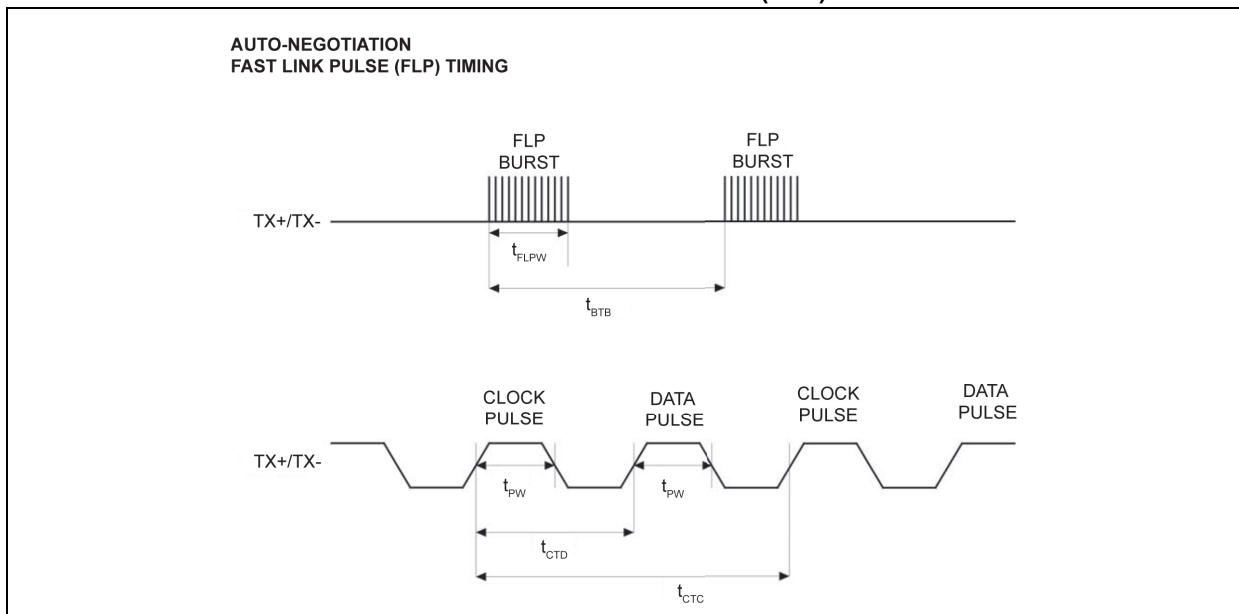 AUTO-NEGOTIATION
FAST LINK PULSE (FLP) TIMING
FLP
BURST
FLP
BURST
TX+/TX-
tFLPW
tBTB
CLOCK
PULSE
DATA
PULSE
CLOCK
PULSE
DATA
PULSE
TX+/TX-
tPW
tPW
tCTD
tCTC